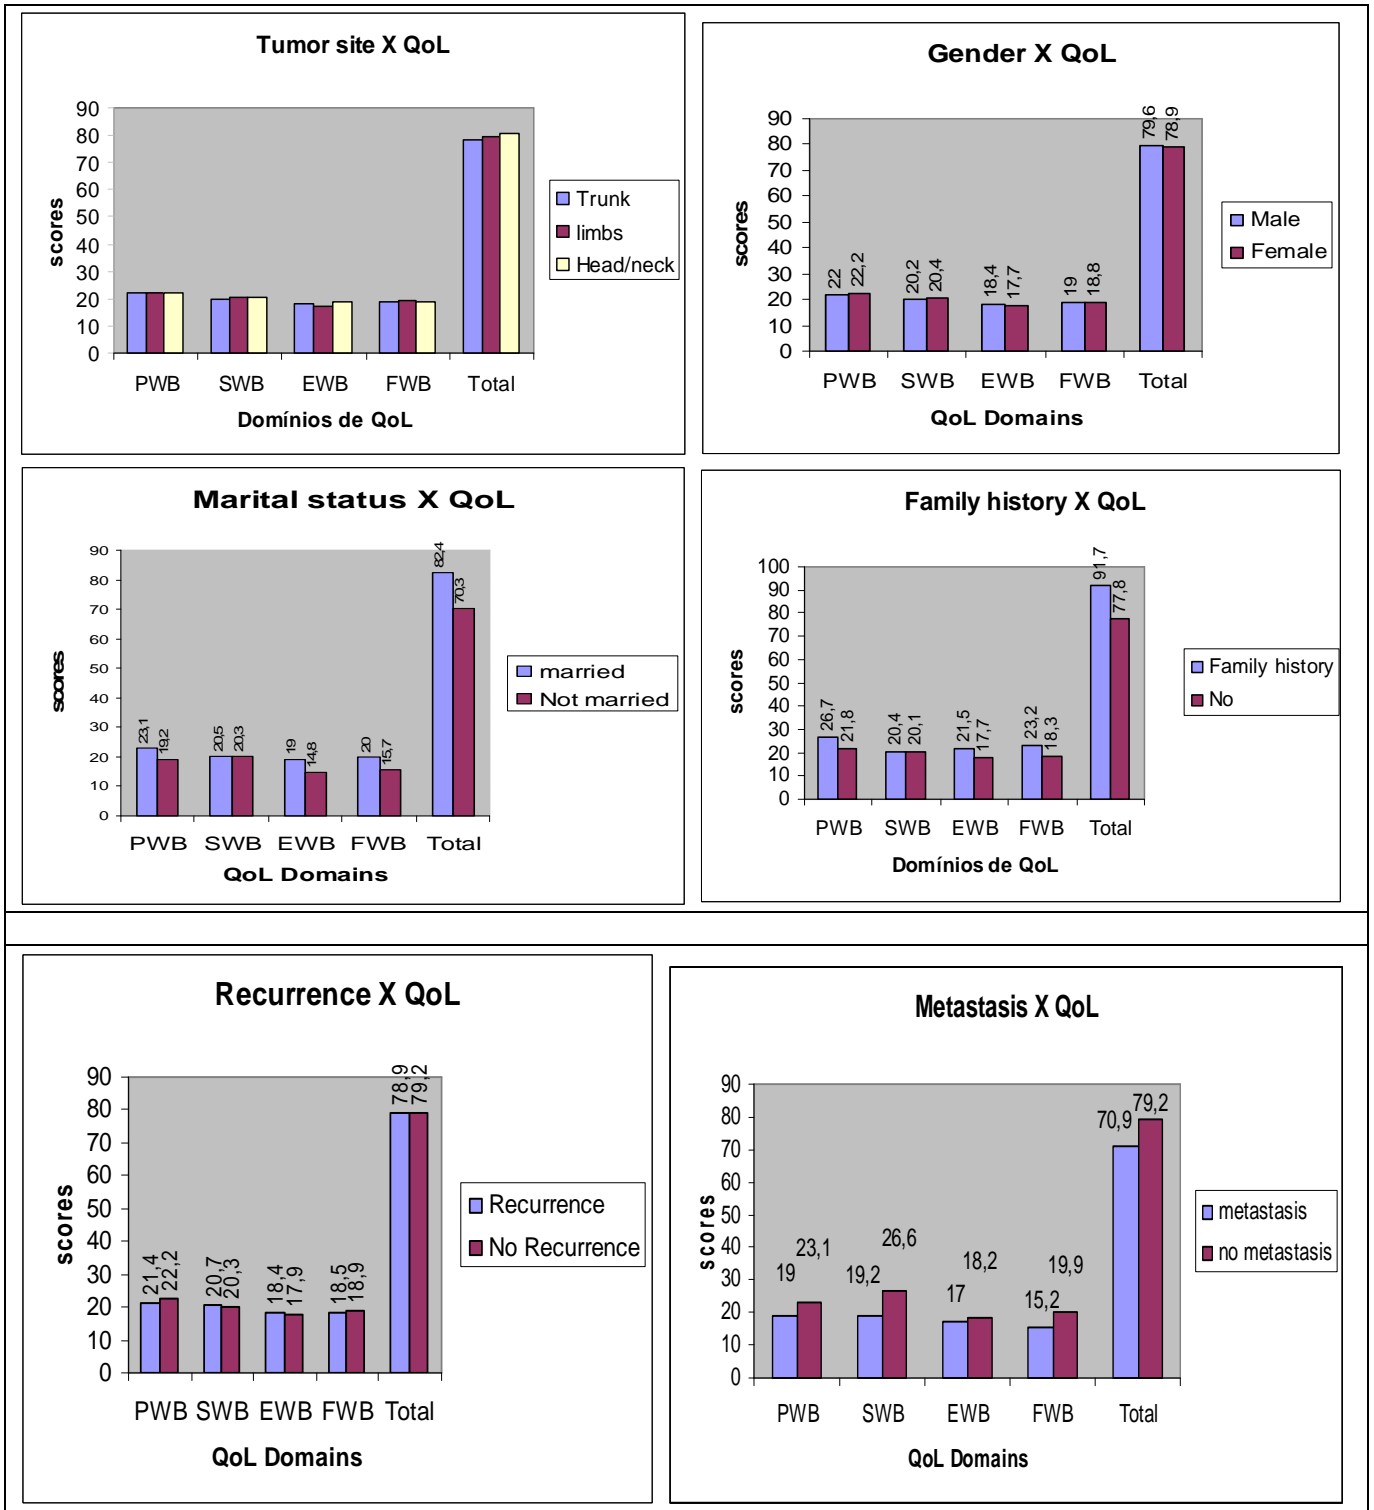 Tumor site X QoL
90
80
70
60
50
40
30
20
10
0
scores
PWB SWB EWB FWB Total
Domínios de QoL
Trunk
limbs
Head/neck
Gender X QoL
90
80
70
60
50
40
30
20
10
0
scores
22 22,2 20,2 20,4 18,4 17,7 19 18,8 79,6 78,9
PWB SWB EWB FWB Total
QoL Domains
Male
Female
Marital status X QoL
90
80
70
60
50
40
30
20
10
0
scores
23,1 19,2 20,5 20,3 19 14,8 20 15,7 82,4 70,3
PWB SWB EWB FWB Total
QoL Domains
married
Not married
Family history X QoL
100
90
80
70
60
50
40
30
20
10
0
scores
26,7 21,8 20,4 20,1 21,5 17,7 23,2 18,3 91,7 77,8
PWB SWB EWB FWB Total
Domínios de QoL
Family history
No
Recurrence X QoL
90
80
70
60
50
40
30
20
10
0
scores
21,4 22,2 20,7 20,3 18,4 17,9 18,5 18,9 78,9 79,2
PWB SWB EWB FWB Total
QoL Domains
Recurrence
No Recurrence
Metastasis X QoL
90
80
70
60
50
40
30
20
10
0
scores
19 23,1 19,2 26,6 17 18,2 15,2 19,9 70,9 79,2
PWB SWB EWB FWB Total
QoL Domains
metastasis
no metastasis